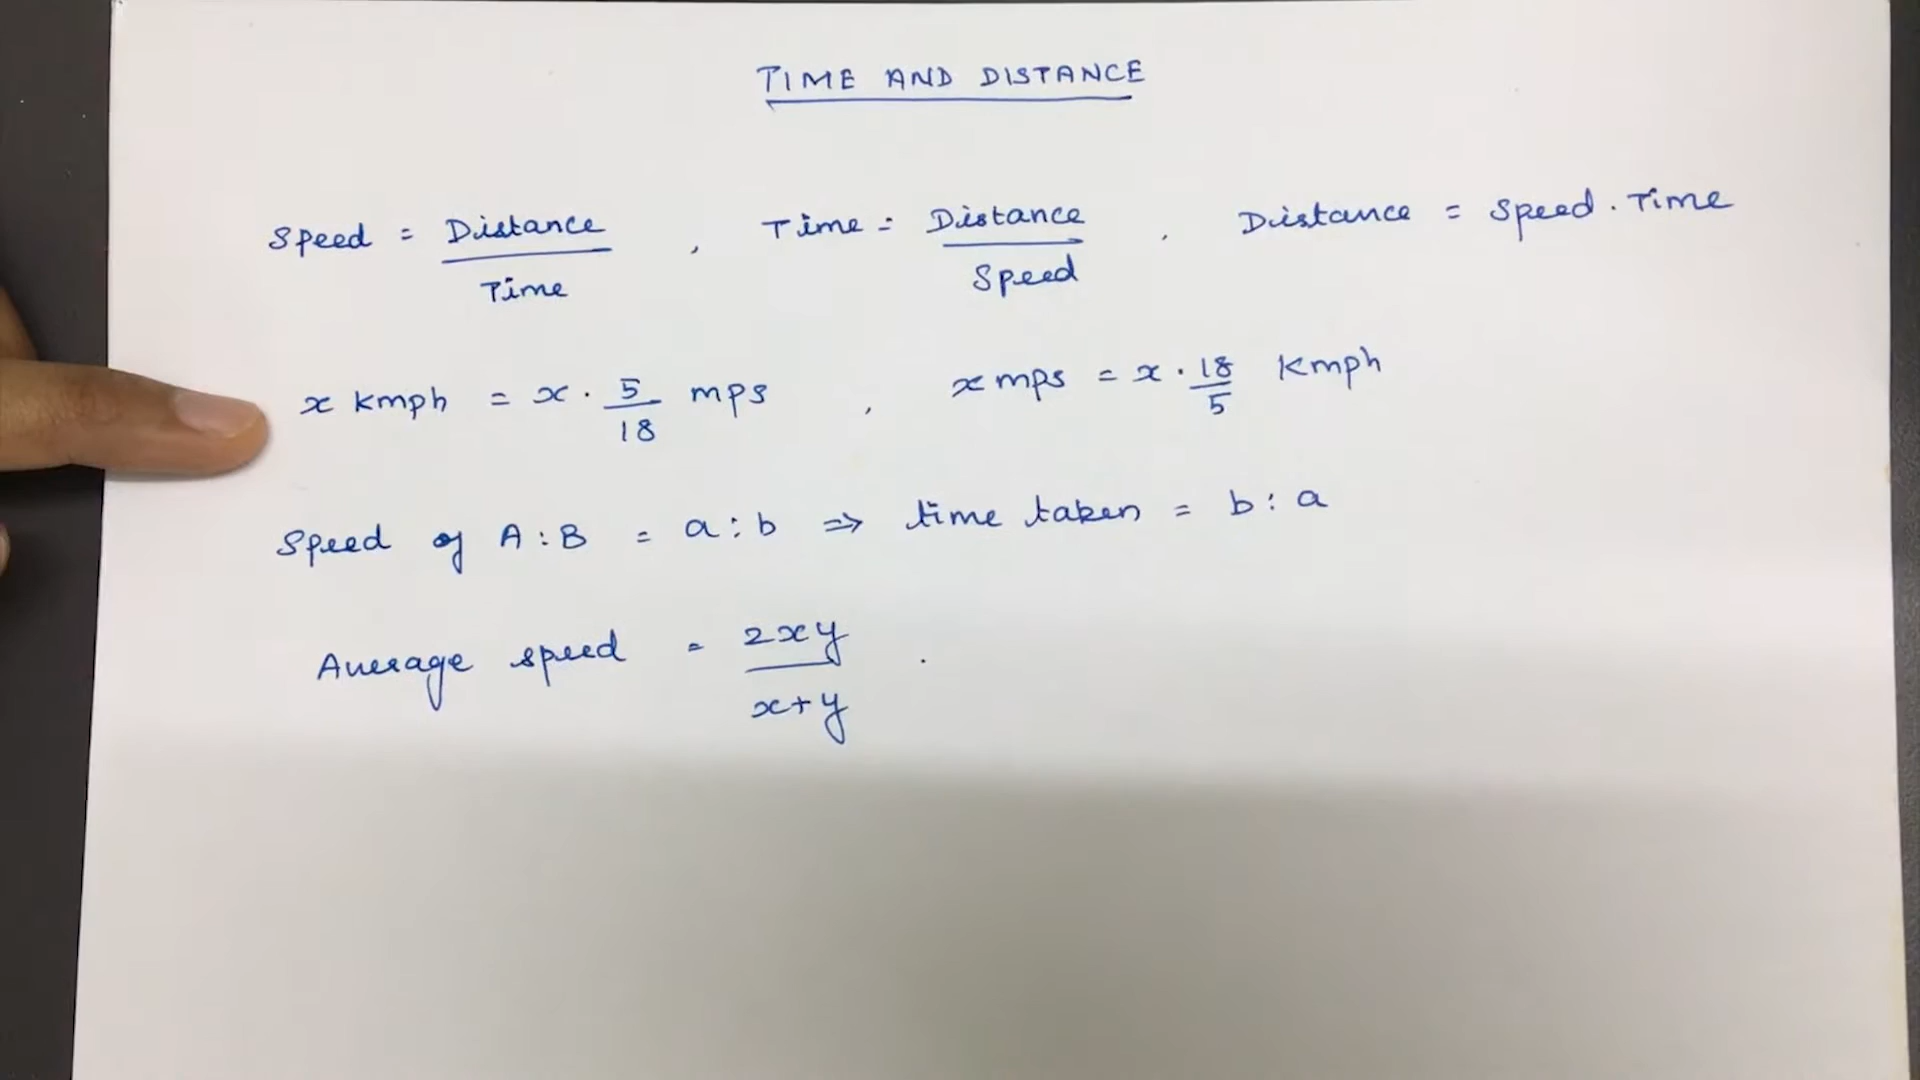 TIME AND DISTANCE
Speed = Distance / Time , Time = Distance / Speed , Distance = Speed . Time
x kmph = x . 5/18 mps , x mps = x . 18/5 kmph
Speed of A : B = a : b ⇒ time taken = b : a
Average speed = 2xy / x+y .